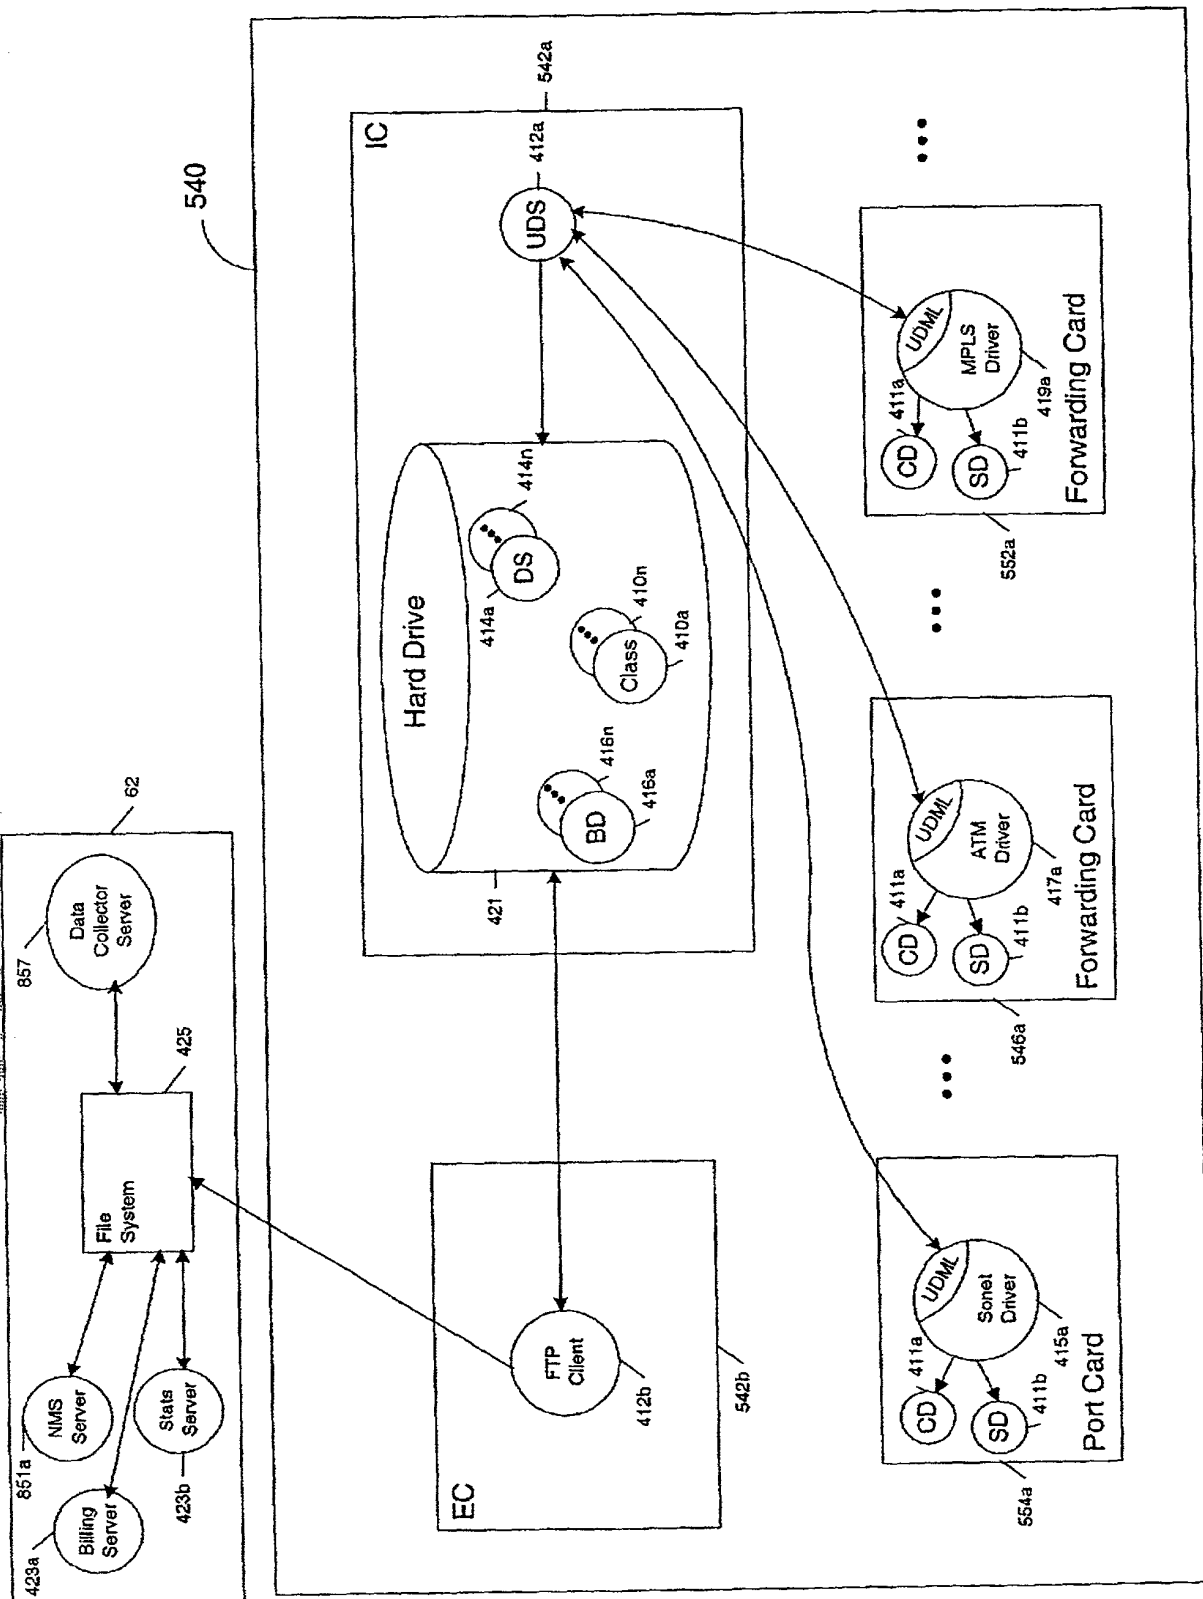 62
423a
Billing
Server
851a
NMS
Server
423b
Stats
Server
File
System
425
857
Data
Collector
Server
540
EC
FTP
Client
412b
542b
IC
542a
Hard Drive
421
BD
416n
416a
DS
414a
414n
Class
410n
410a
UDS
412a
554a
CD
411a
SD
411b
UDML
Sonet
Driver
415a
Port Card
•••
546a
CD
411a
SD
411b
UDML
ATM
Driver
417a
Forwarding Card
•••
552a
CD
411a
SD
411b
UDML
MPLS
Driver
419a
Forwarding Card
•••